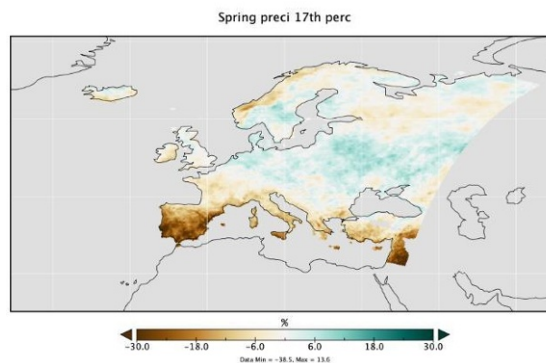 Spring preci 17th perc
%
-30.0 -18.0 -6.0 6.0 18.0 30.0
Data Min = -38.5, Max = 13.6